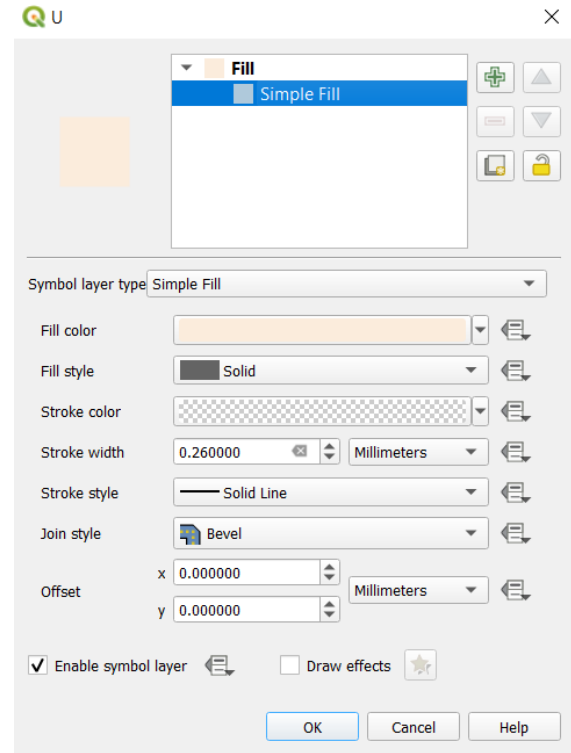 U
Fill
Simple Fill
Symbol layer type Simple Fill
Fill color
Fill style Solid
Stroke color
Stroke width 0.260000 Millimeters
Stroke style Solid Line
Join style Bevel
Offset x 0.000000 Millimeters
y 0.000000
Enable symbol layer Draw effects
OK Cancel Help